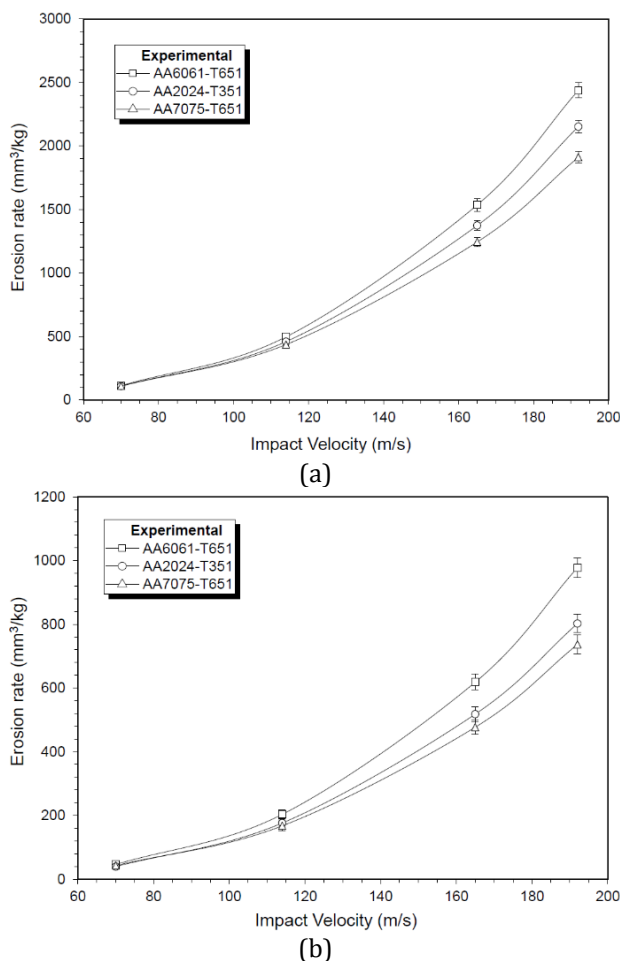 3000
2500
2000
1500
1000
500
0
Erosion rate (mm³/kg)
Experimental
AA6061-T651
AA2024-T351
AA7075-T651
60 80 100 120 140 160 180 200
Impact Velocity (m/s)
(a)
1200
1000
800
600
400
200
0
Erosion rate (mm³/kg)
Experimental
AA6061-T651
AA2024-T351
AA7075-T651
60 80 100 120 140 160 180 200
Impact Velocity (m/s)
(b)